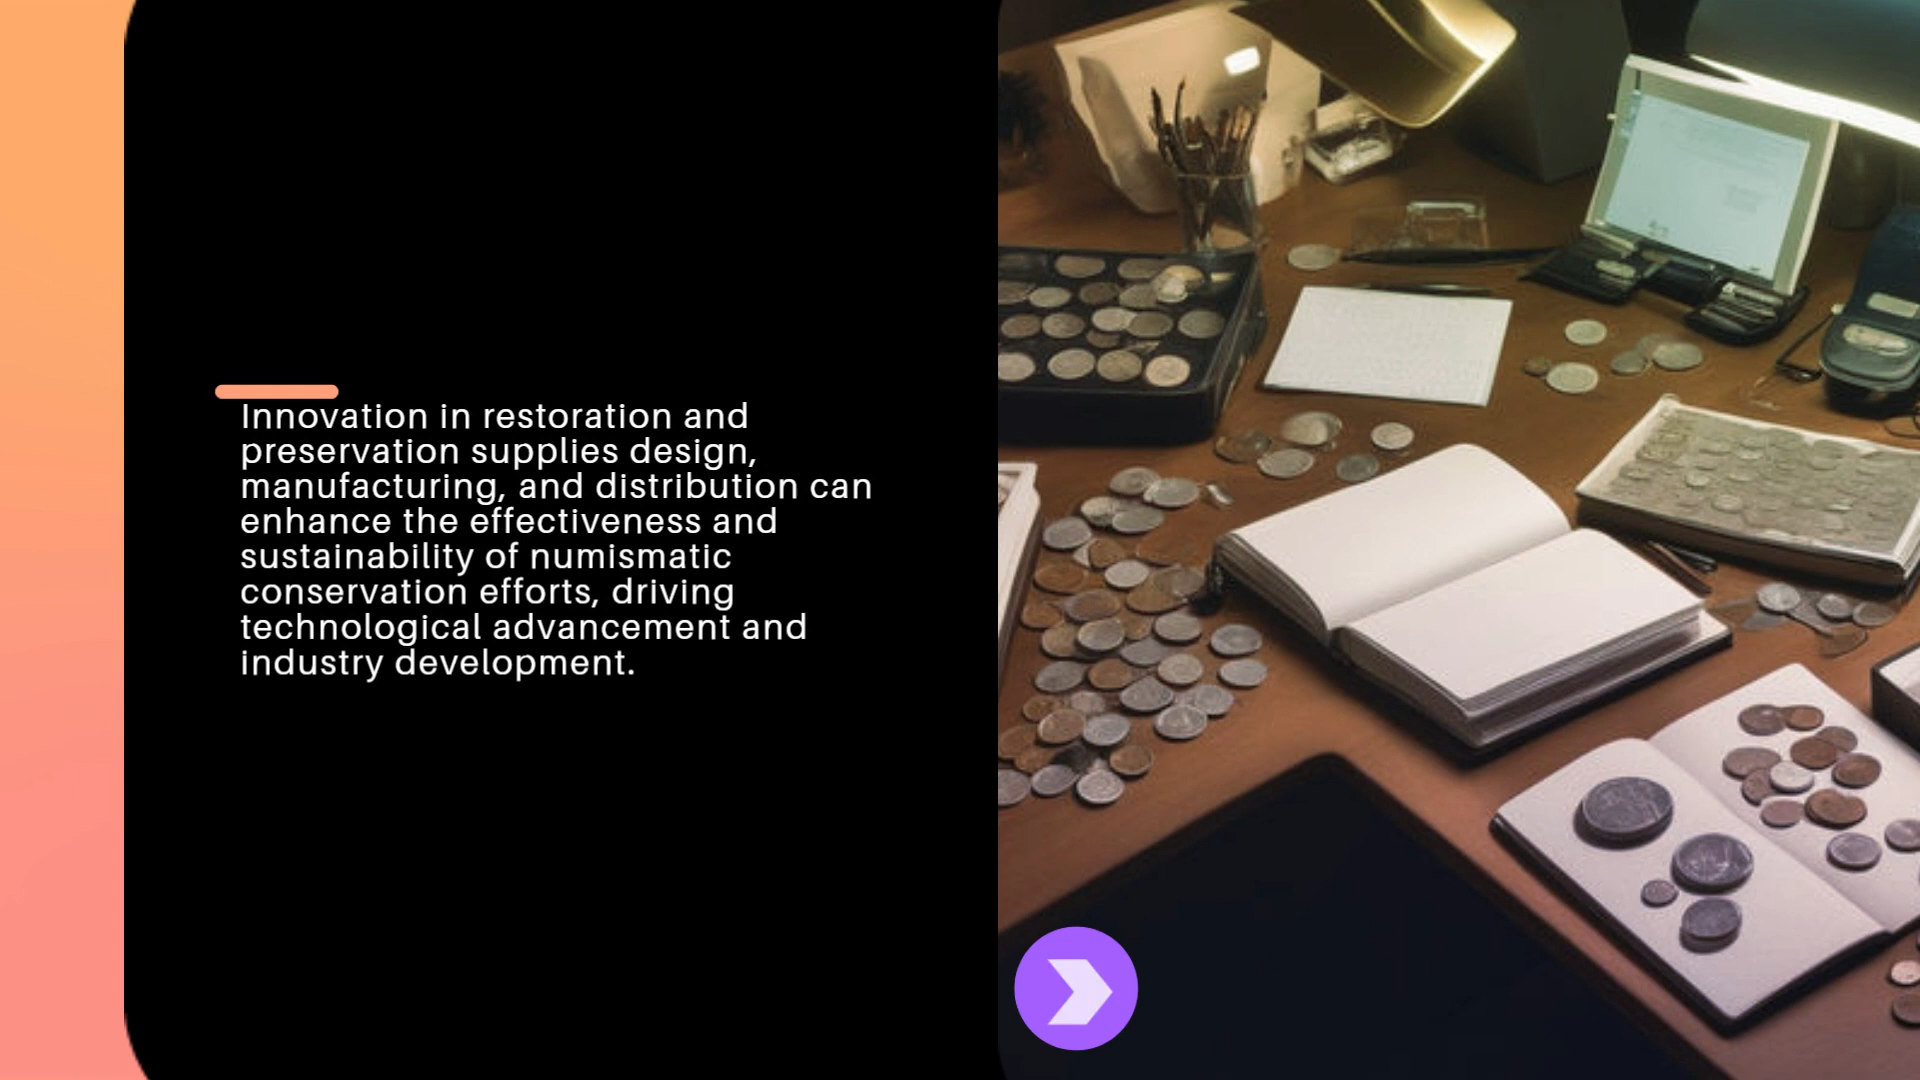 Innovation in restoration and
preservation supplies design,
manufacturing, and distribution can
enhance the effectiveness and
sustainability of numismatic
conservation efforts, driving
technological advancement and
industry development.